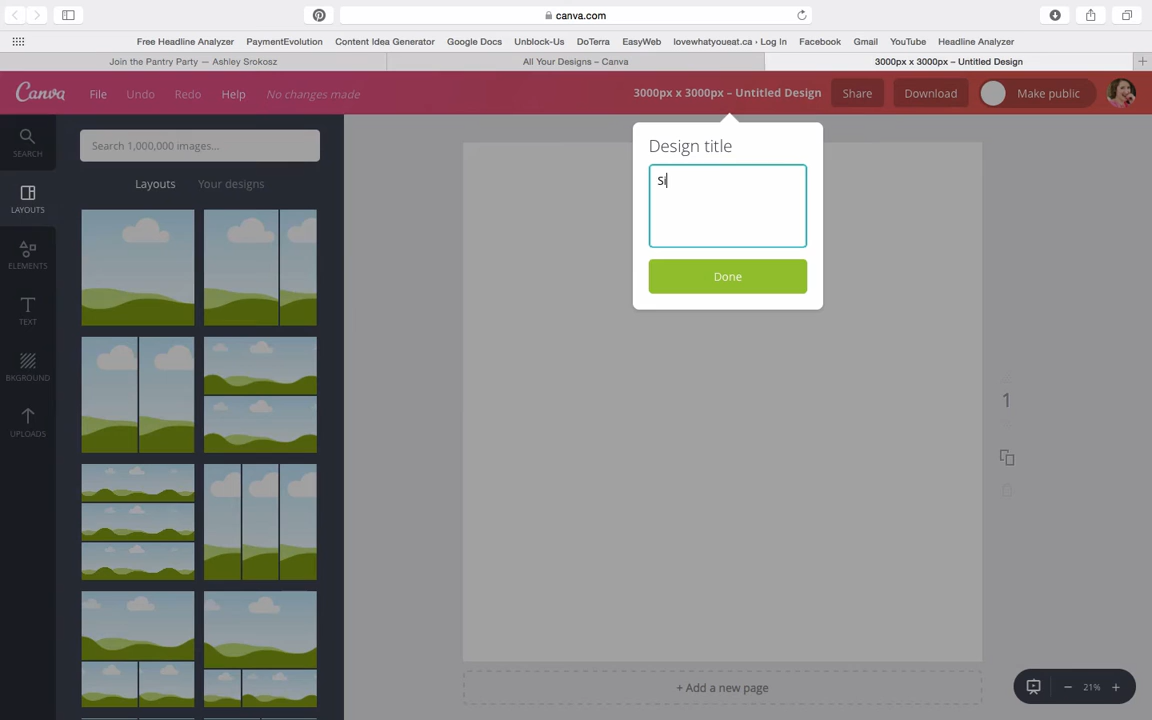 canva.com
Free Headline Analyzer PaymentEvolution Content Idea Generator Google Docs Unblock-Us DoTerra EasyWeb lovewhatyoueat.ca › Log In Facebook Gmail YouTube Headline Analyzer
Join the Pantry Party — Ashley Srokosz All Your Designs – Canva 3000px x 3000px – Untitled Design
Canva File Undo Redo Help No changes made 3000px x 3000px – Untitled Design Share Download Make public
Design title
Si
Done
SEARCH
LAYOUTS
ELEMENTS
TEXT
BKGROUND
UPLOADS
Search 1,000,000 images...
Layouts Your designs
1
+ Add a new page
21%